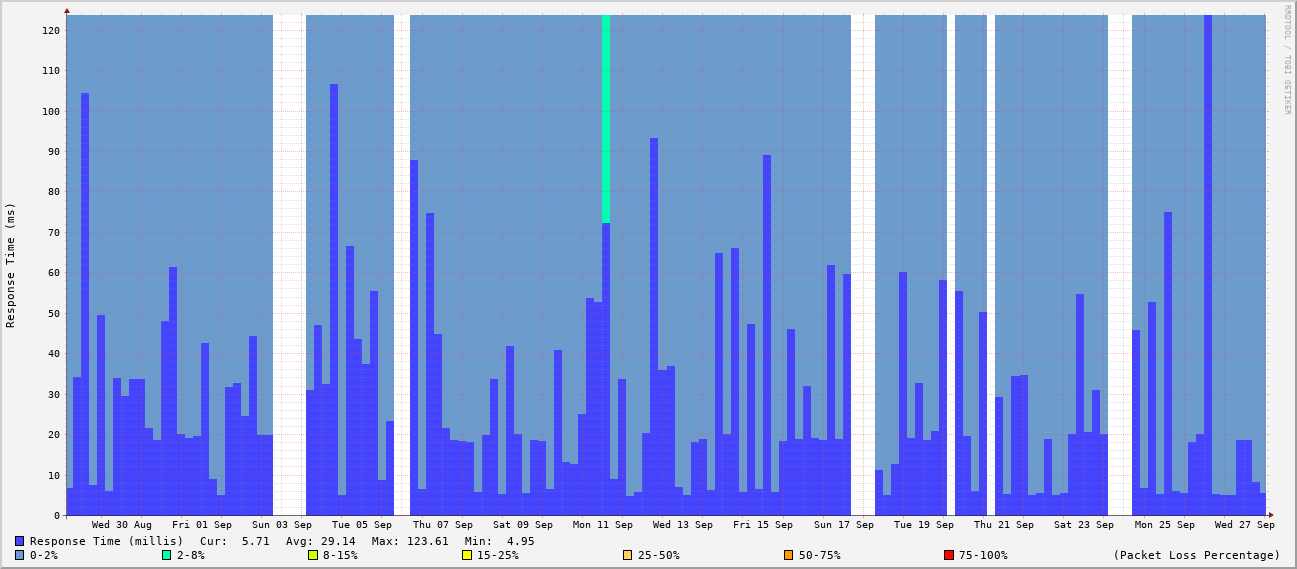 RRDTOOL / TOBI OETIKER
Response Time (ms)
120
110
100
90
80
70
60
50
40
30
20
10
0
Wed 30 Aug Fri 01 Sep Sun 03 Sep Tue 05 Sep Thu 07 Sep Sat 09 Sep Mon 11 Sep Wed 13 Sep Fri 15 Sep Sun 17 Sep Tue 19 Sep Thu 21 Sep Sat 23 Sep Mon 25 Sep Wed 27 Sep
Response Time (millis) Cur: 5.71 Avg: 29.14 Max: 123.61 Min: 4.95
0-2% 2-8% 8-15% 15-25% 25-50% 50-75% 75-100% (Packet Loss Percentage)